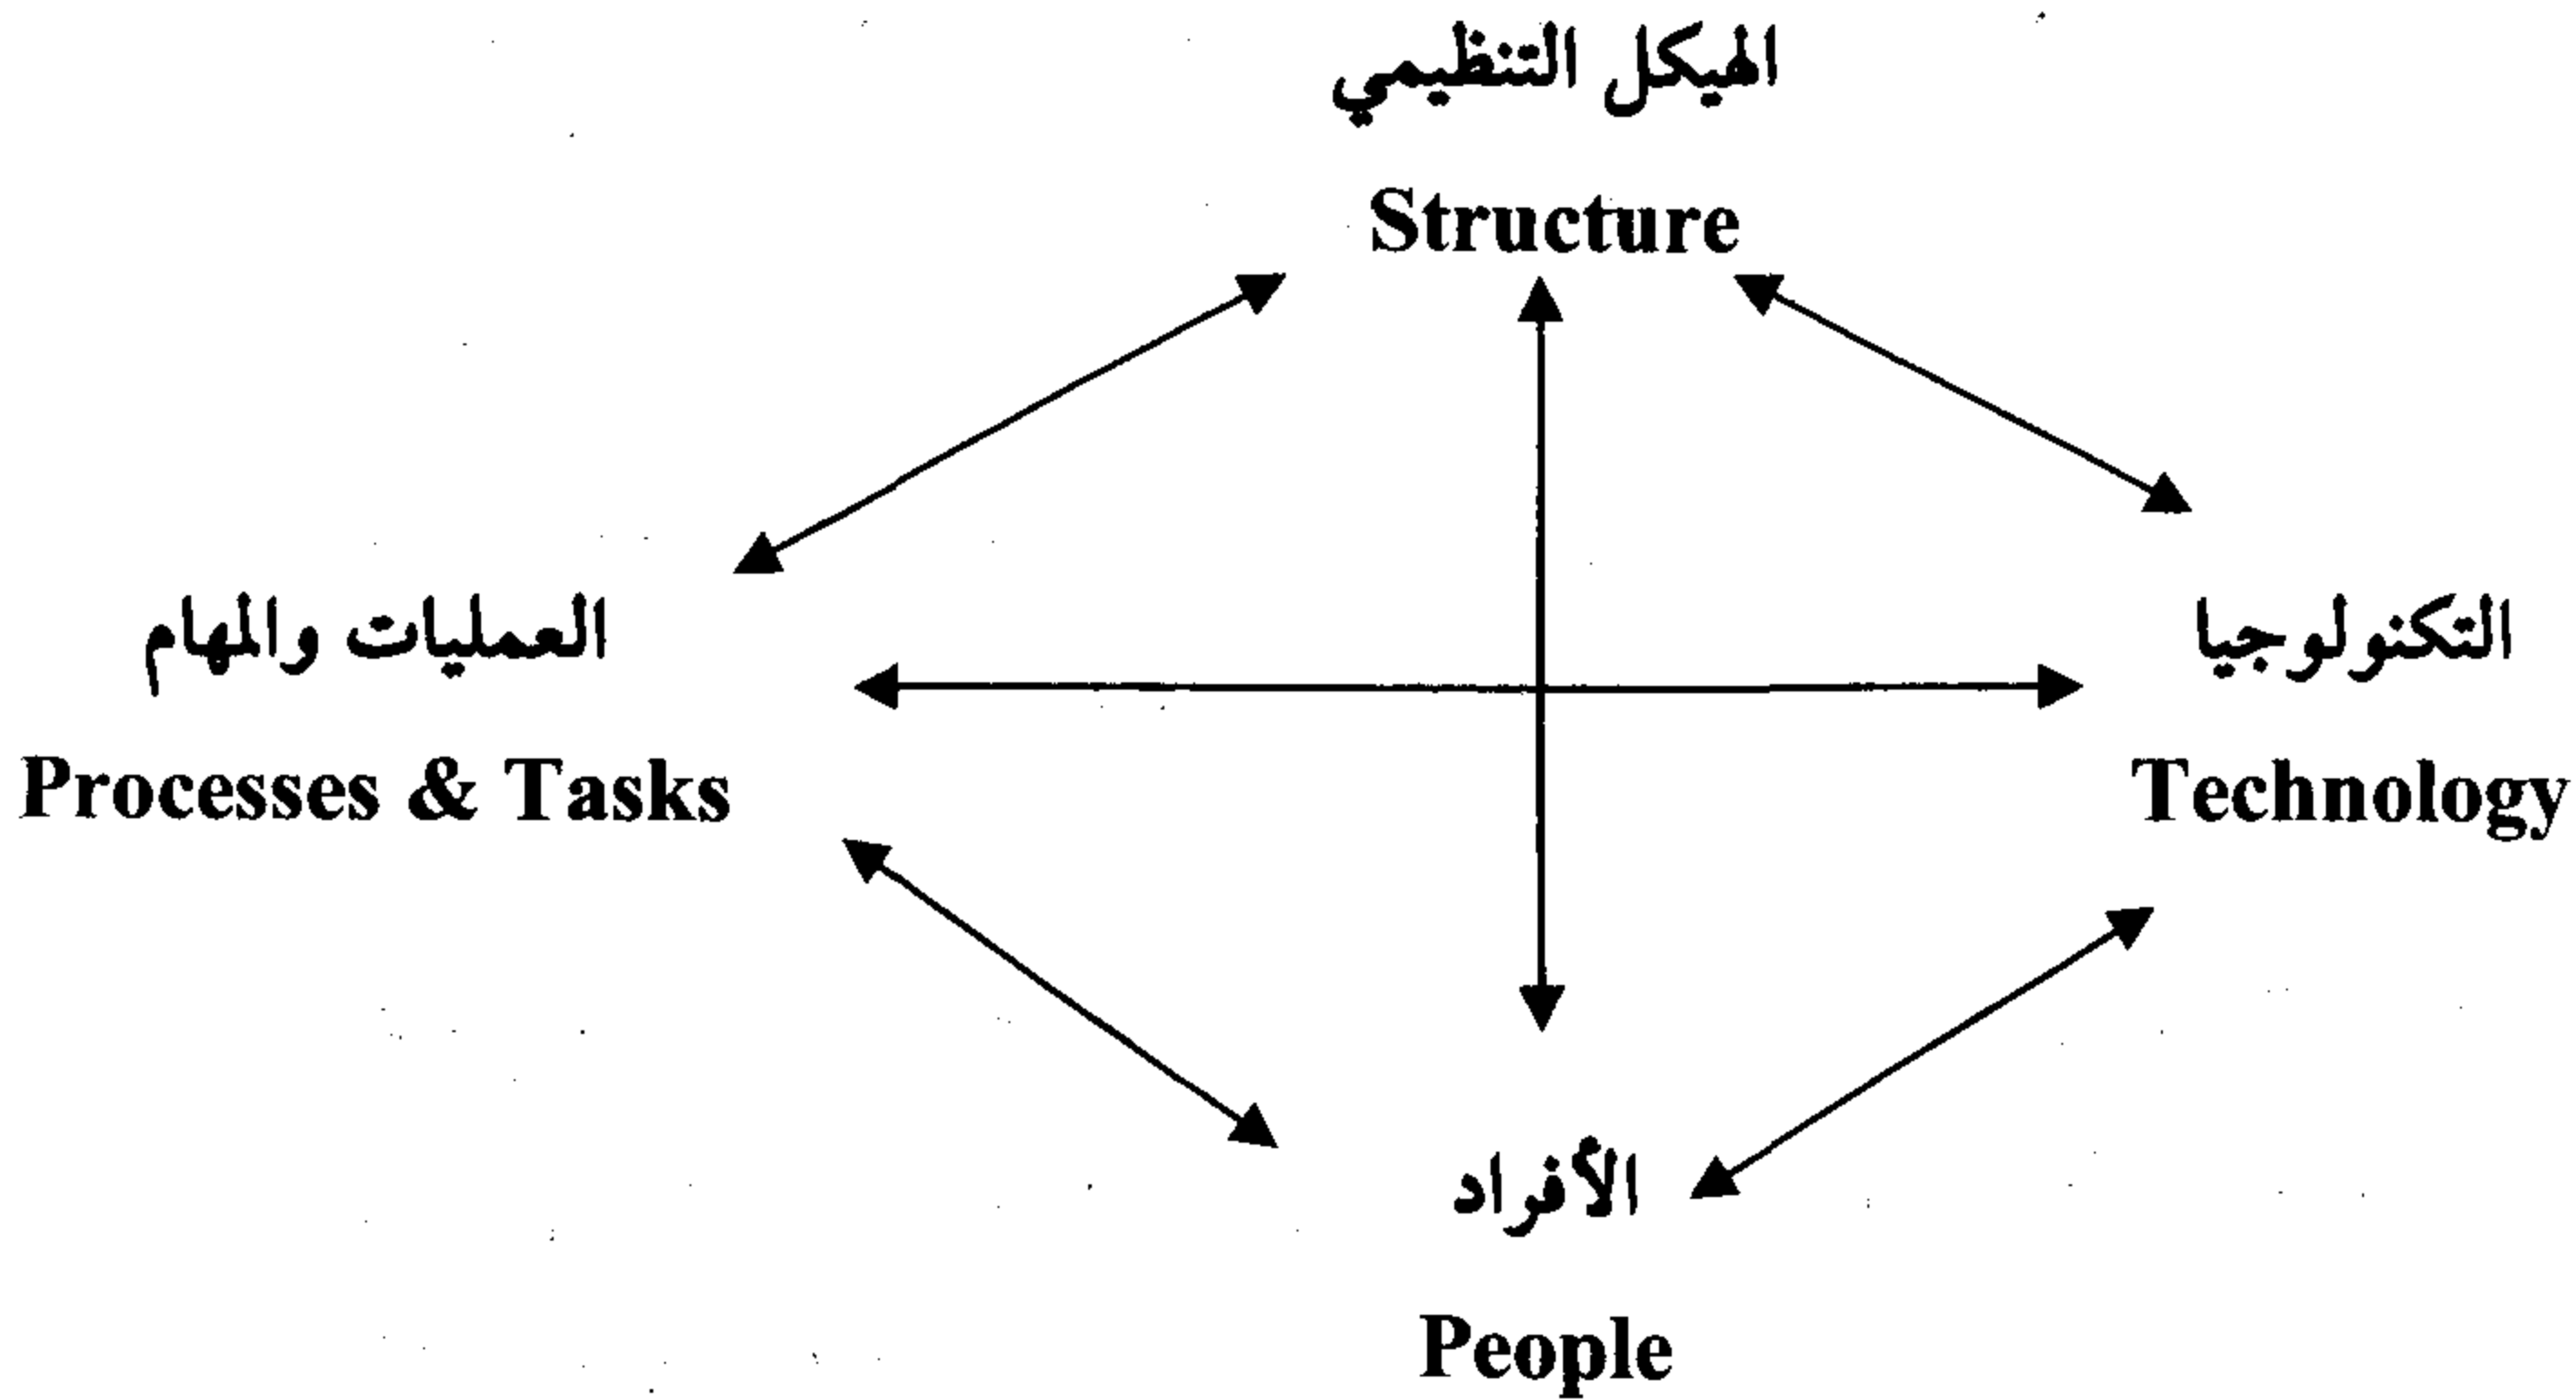 الهيكل التنظيمي
Structure
العمليات والمهام
Processes & Tasks
التكنولوجيا
Technology
الأفراد
People